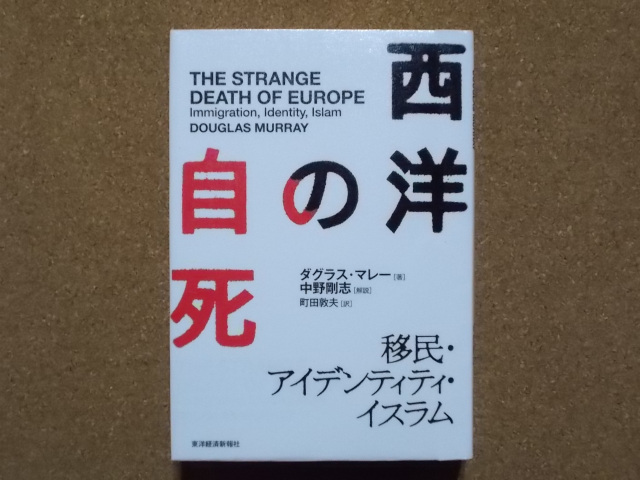 THE STRANGE
DEATH OF EUROPE
Immigration, Identity, Islam
DOUGLAS MURRAY
西洋
の
自死
ダグラス・マレー[著]
中野剛志[解説]
町田敦夫[訳]
移民・
アイデンティティ・
イスラム
東洋経済新報社